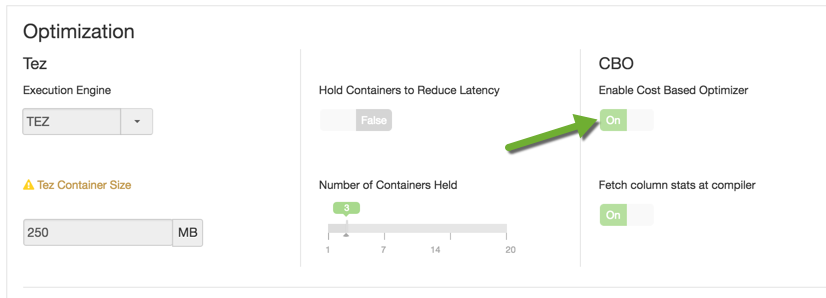 Optimization
Tez
CBO
Execution Engine
Hold Containers to Reduce Latency
Enable Cost Based Optimizer
TEZ
False
On
Tez Container Size
Number of Containers Held
Fetch column stats at compiler
3
On
250 MB
1 7 14 20